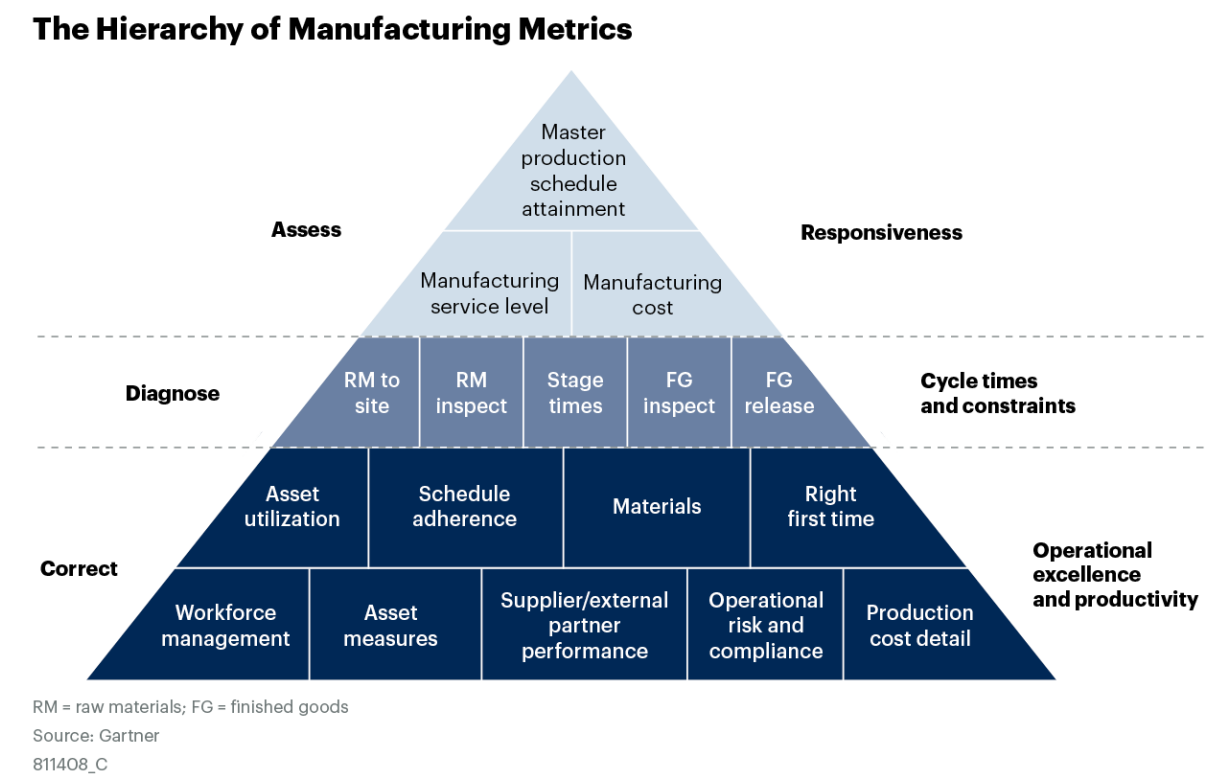 The Hierarchy of Manufacturing Metrics
Master
production
schedule
attainment
Assess
Responsiveness
Manufacturing
service level
Manufacturing
cost
Diagnose
RM to
site
RM
inspect
Stage
times
FG
inspect
FG
release
Cycle times
and constraints
Asset
utilization
Schedule
adherence
Materials
Right
first time
Correct
Operational
excellence
and productivity
Workforce
management
Asset
measures
Supplier/external
partner
performance
Operational
risk and
compliance
Production
cost detail
RM = raw materials; FG = finished goods
Source: Gartner
811408_C